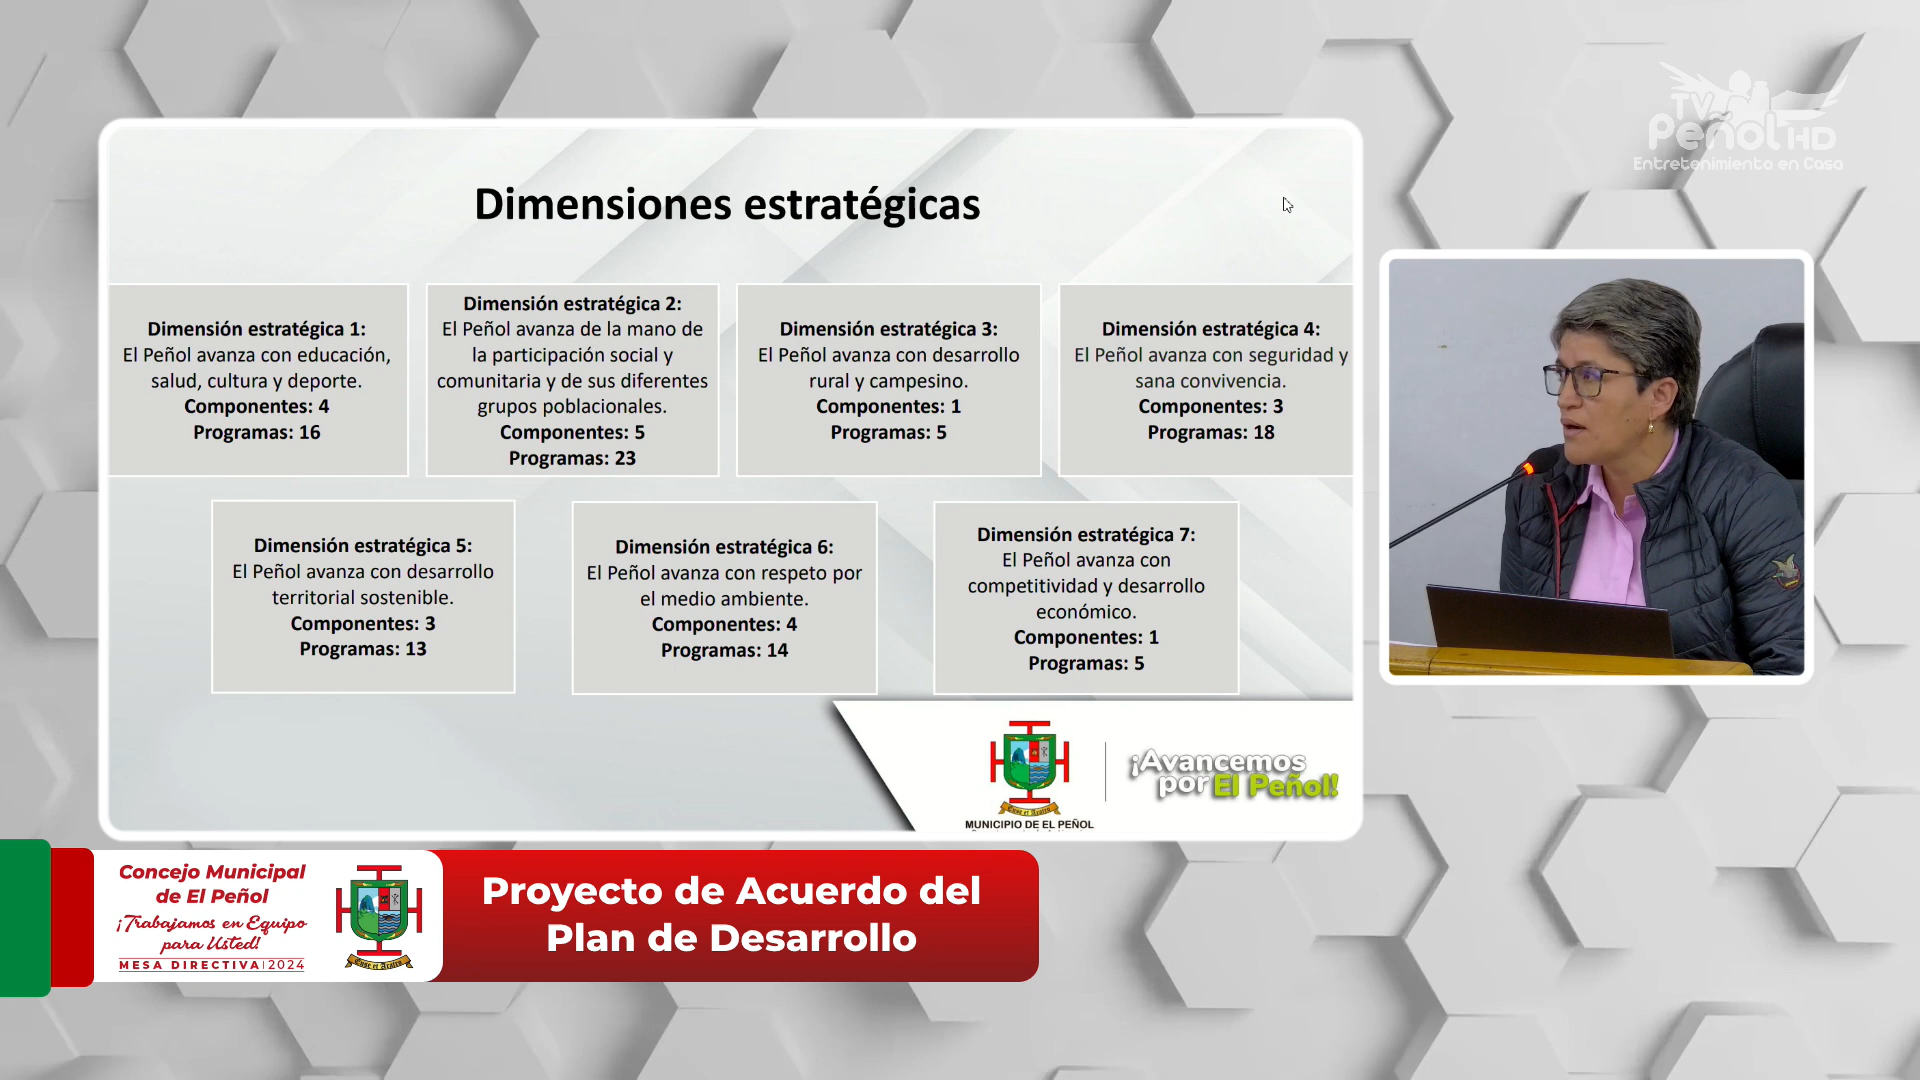 TV
Peñol HD
Entretenimiento en Casa
Dimensiones estratégicas
Dimensión estratégica 1:
El Peñol avanza con educación,
salud, cultura y deporte.
Componentes: 4
Programas: 16
Dimensión estratégica 2:
El Peñol avanza de la mano de
la participación social y
comunitaria y de sus diferentes
grupos poblacionales.
Componentes: 5
Programas: 23
Dimensión estratégica 3:
El Peñol avanza con desarrollo
rural y campesino.
Componentes: 1
Programas: 5
Dimensión estratégica 4:
El Peñol avanza con seguridad y
sana convivencia.
Componentes: 3
Programas: 18
Dimensión estratégica 5:
El Peñol avanza con desarrollo
territorial sostenible.
Componentes: 3
Programas: 13
Dimensión estratégica 6:
El Peñol avanza con respeto por
el medio ambiente.
Componentes: 4
Programas: 14
Dimensión estratégica 7:
El Peñol avanza con
competitividad y desarrollo
económico.
Componentes: 1
Programas: 5
MUNICIPIO DE EL PEÑOL
¡Avancemos
por El Peñol!
Concejo Municipal
de El Peñol
¡Trabajamos en Equipo
para Usted!
MESA DIRECTIVA | 2024
Proyecto de Acuerdo del
Plan de Desarrollo